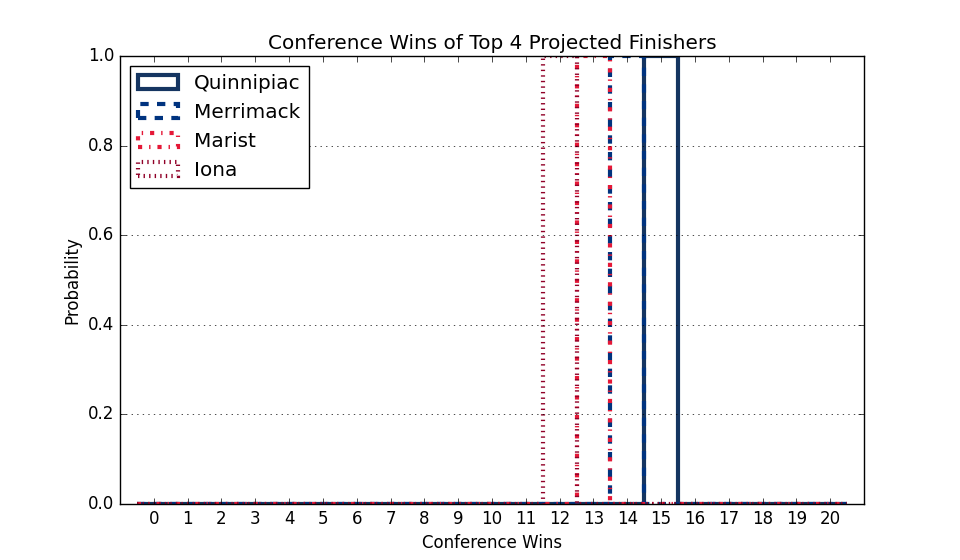 Conference Wins of Top 4 Projected Finishers
Quinnipiac
Merrimack
Marist
Iona
1.0
0.8
0.6
0.4
0.2
0.0
Probability
0 1 2 3 4 5 6 7 8 9 10 11 12 13 14 15 16 17 18 19 20
Conference Wins